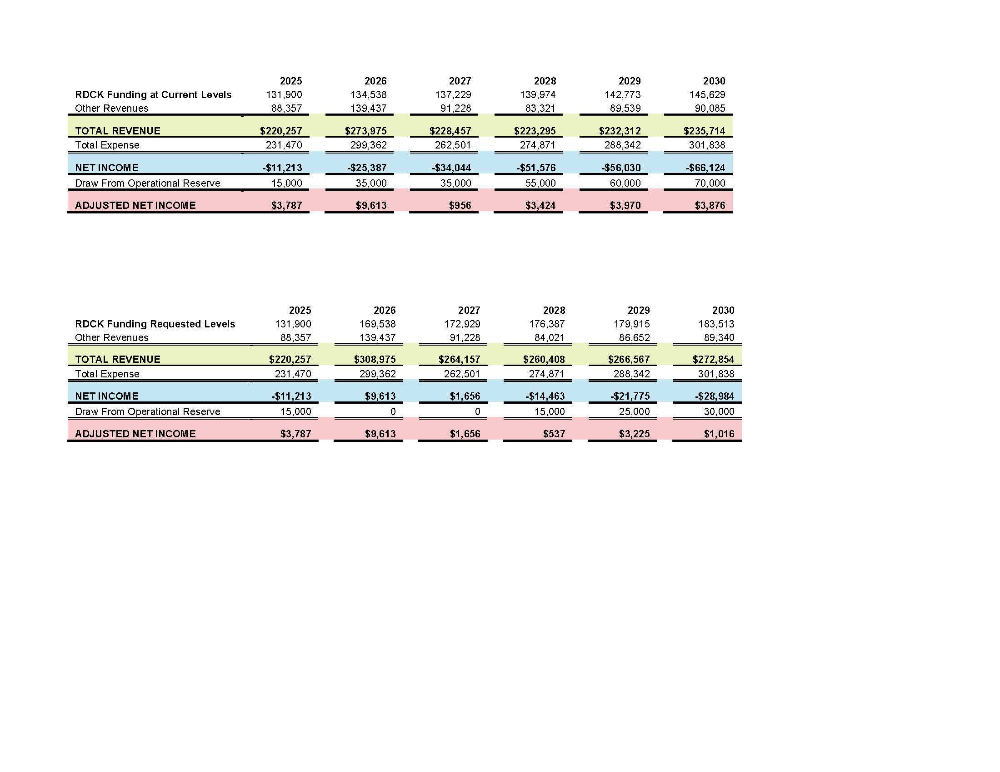 2025 2026 2027 2028 2029 2030
RDCK Funding at Current Levels 131,900 134,538 137,229 139,974 142,773 145,629
Other Revenues 88,357 139,437 91,228 83,321 89,539 90,085
TOTAL REVENUE $220,257 $273,975 $228,457 $223,295 $232,312 $235,714
Total Expense 231,470 299,362 262,501 274,871 288,342 301,838
NET INCOME -$11,213 -$25,387 -$34,044 -$51,576 -$56,030 -$66,124
Draw From Operational Reserve 15,000 35,000 35,000 55,000 60,000 70,000
ADJUSTED NET INCOME $3,787 $9,613 $956 $3,424 $3,970 $3,876
2025 2026 2027 2028 2029 2030
RDCK Funding Requested Levels 131,900 169,538 172,929 176,387 179,915 183,513
Other Revenues 88,357 139,437 91,228 84,021 86,652 89,340
TOTAL REVENUE $220,257 $308,975 $264,157 $260,408 $266,567 $272,854
Total Expense 231,470 299,362 262,501 274,871 288,342 301,838
NET INCOME -$11,213 $9,613 $1,656 -$14,463 -$21,775 -$28,984
Draw From Operational Reserve 15,000 0 0 15,000 25,000 30,000
ADJUSTED NET INCOME $3,787 $9,613 $1,656 $537 $3,225 $1,016